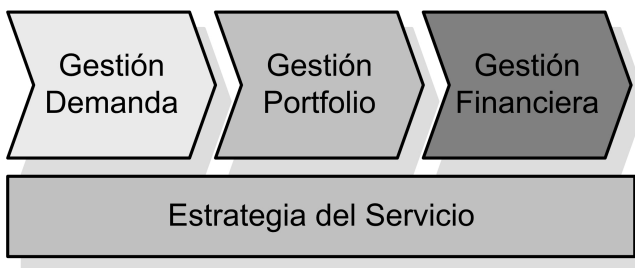 Gestión
Demanda
Gestión
Portfolio
Gestión
Financiera
Estrategia del Servicio